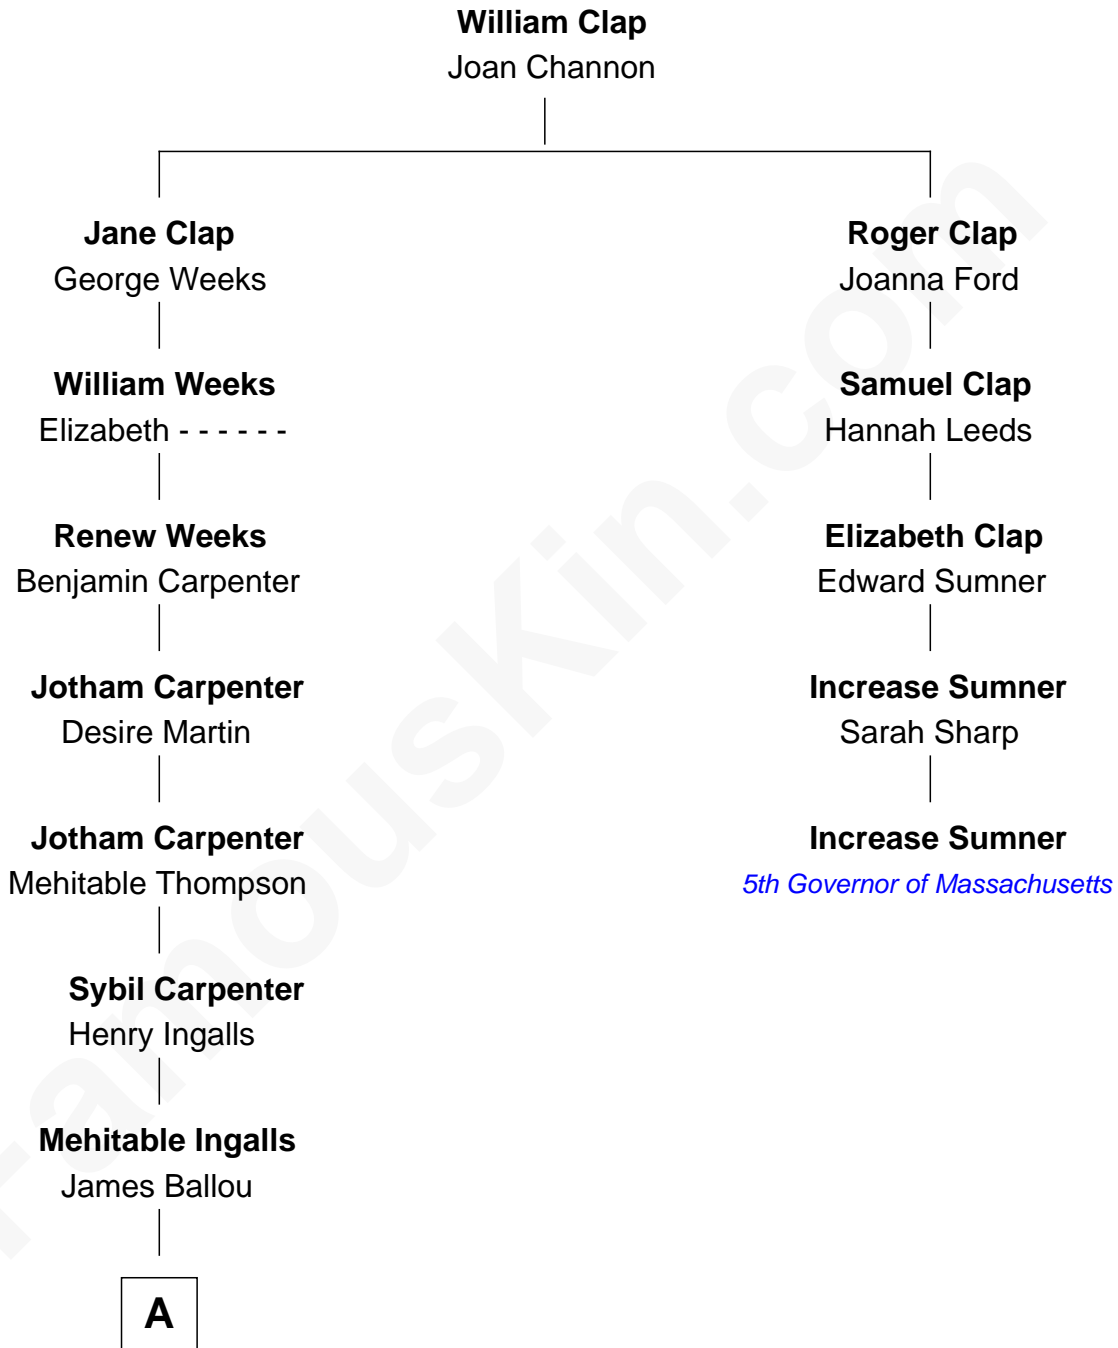 William Clap
Joan Channon
Jane Clap
George Weeks
William Weeks
Elizabeth - - - - - -
Renew Weeks
Benjamin Carpenter
Jotham Carpenter
Desire Martin
Jotham Carpenter
Mehitable Thompson
Sybil Carpenter
Henry Ingalls
Mehitable Ingalls
James Ballou
A
Roger Clap
Joanna Ford
Samuel Clap
Hannah Leeds
Elizabeth Clap
Edward Sumner
Increase Sumner
Sarah Sharp
Increase Sumner
5th Governor of Massachusetts
FamousKin.com